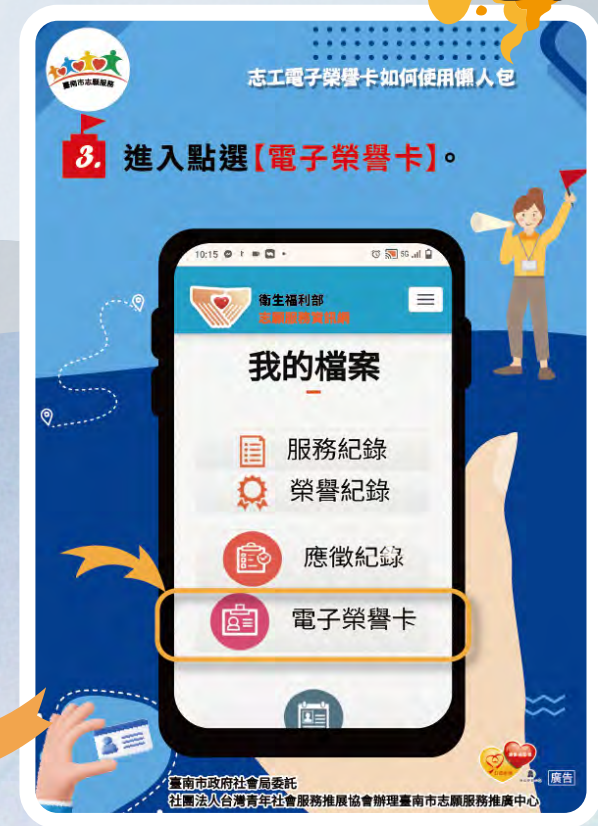 臺南市志願服務
志工電子榮譽卡如何使用懶人包
3. 進入點選【電子榮譽卡】。
10:15
5G
衛生福利部
志願服務資訊網
我的檔案
服務紀錄
榮譽紀錄
應徵紀錄
電子榮譽卡
臺南市政府社會局委託
廣告
社團法人台灣青年社會服務推展協會辦理臺南市志願服務推廣中心